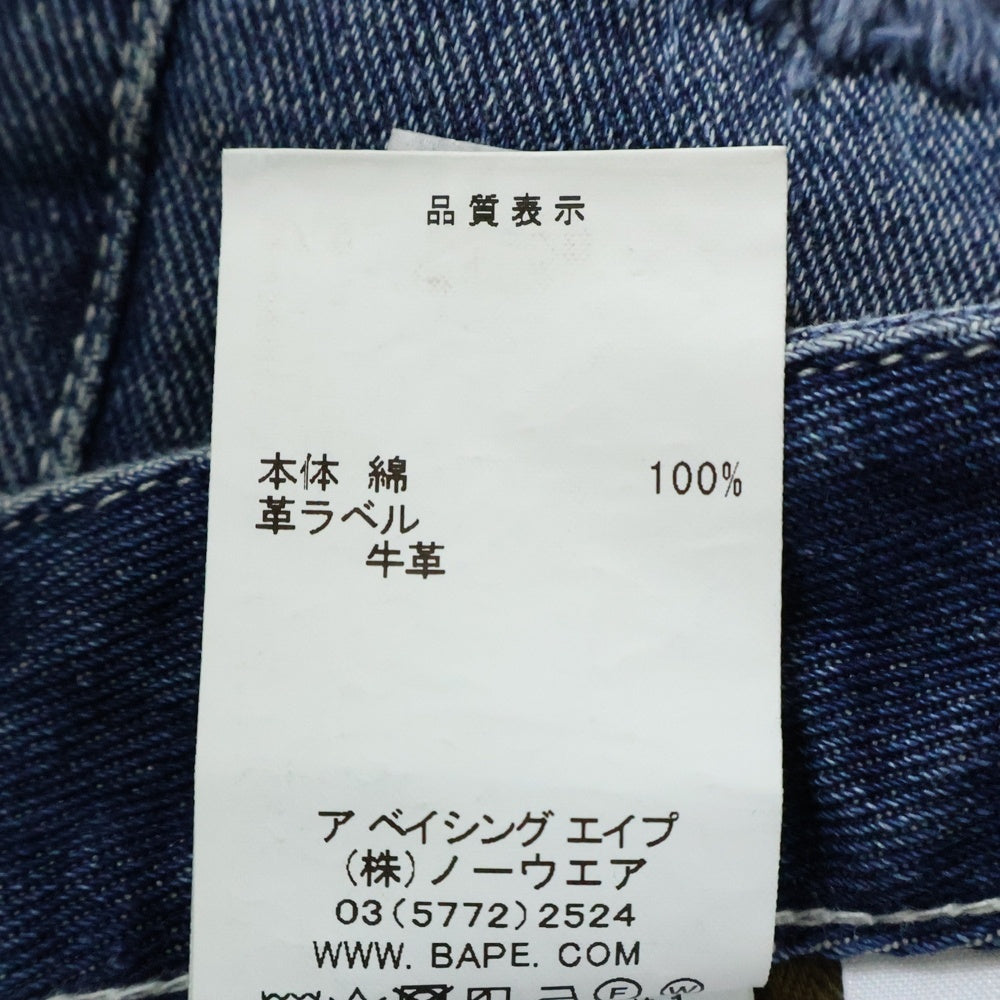 品質表示
本体 綿 100%
革ラベル
牛革
ア ベイシング エイプ
(株)ノーウエア
03(5772)2524
WWW. BAPE. COM